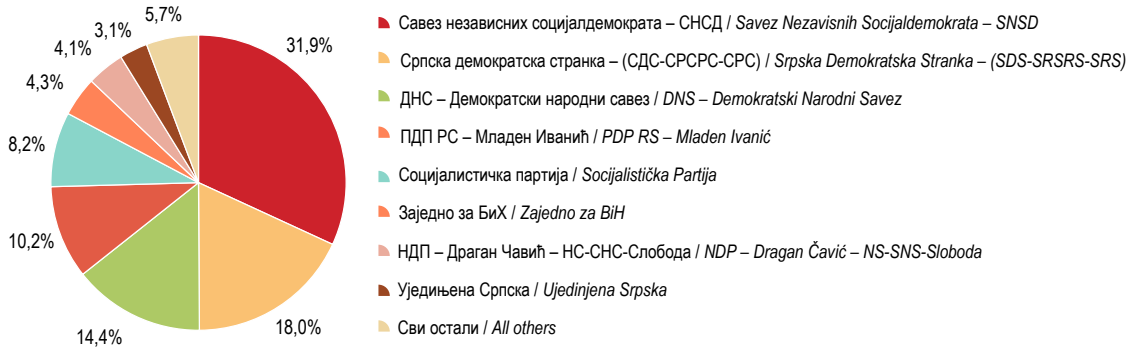 5,7%
3,1%
4,1%
4,3%
8,2%
10,2%
14,4%
18,0%
31,9%
Савез независних социјалдемократа – СНСД / Savez Nezavisnih Socijaldemokrata – SNSD
Српска демократска странка – (СДС-СРСРС-СРС) / Srpska Demokratska Stranka – (SDS-SRSRS-SRS)
ДНС – Демократски народни савез / DNS – Demokratski Narodni Savez
ПДП РС – Младен Иванић / PDP RS – Mladen Ivanić
Социјалистичка партија / Socijalistička Partija
Заједно за БиХ / Zajedno za BiH
НДП – Драган Чавић – НС-СНС-Слобода / NDP – Dragan Čavić – NS-SNS-Sloboda
Уједињена Српска / Ujedinjena Srpska
Сви остали / All others